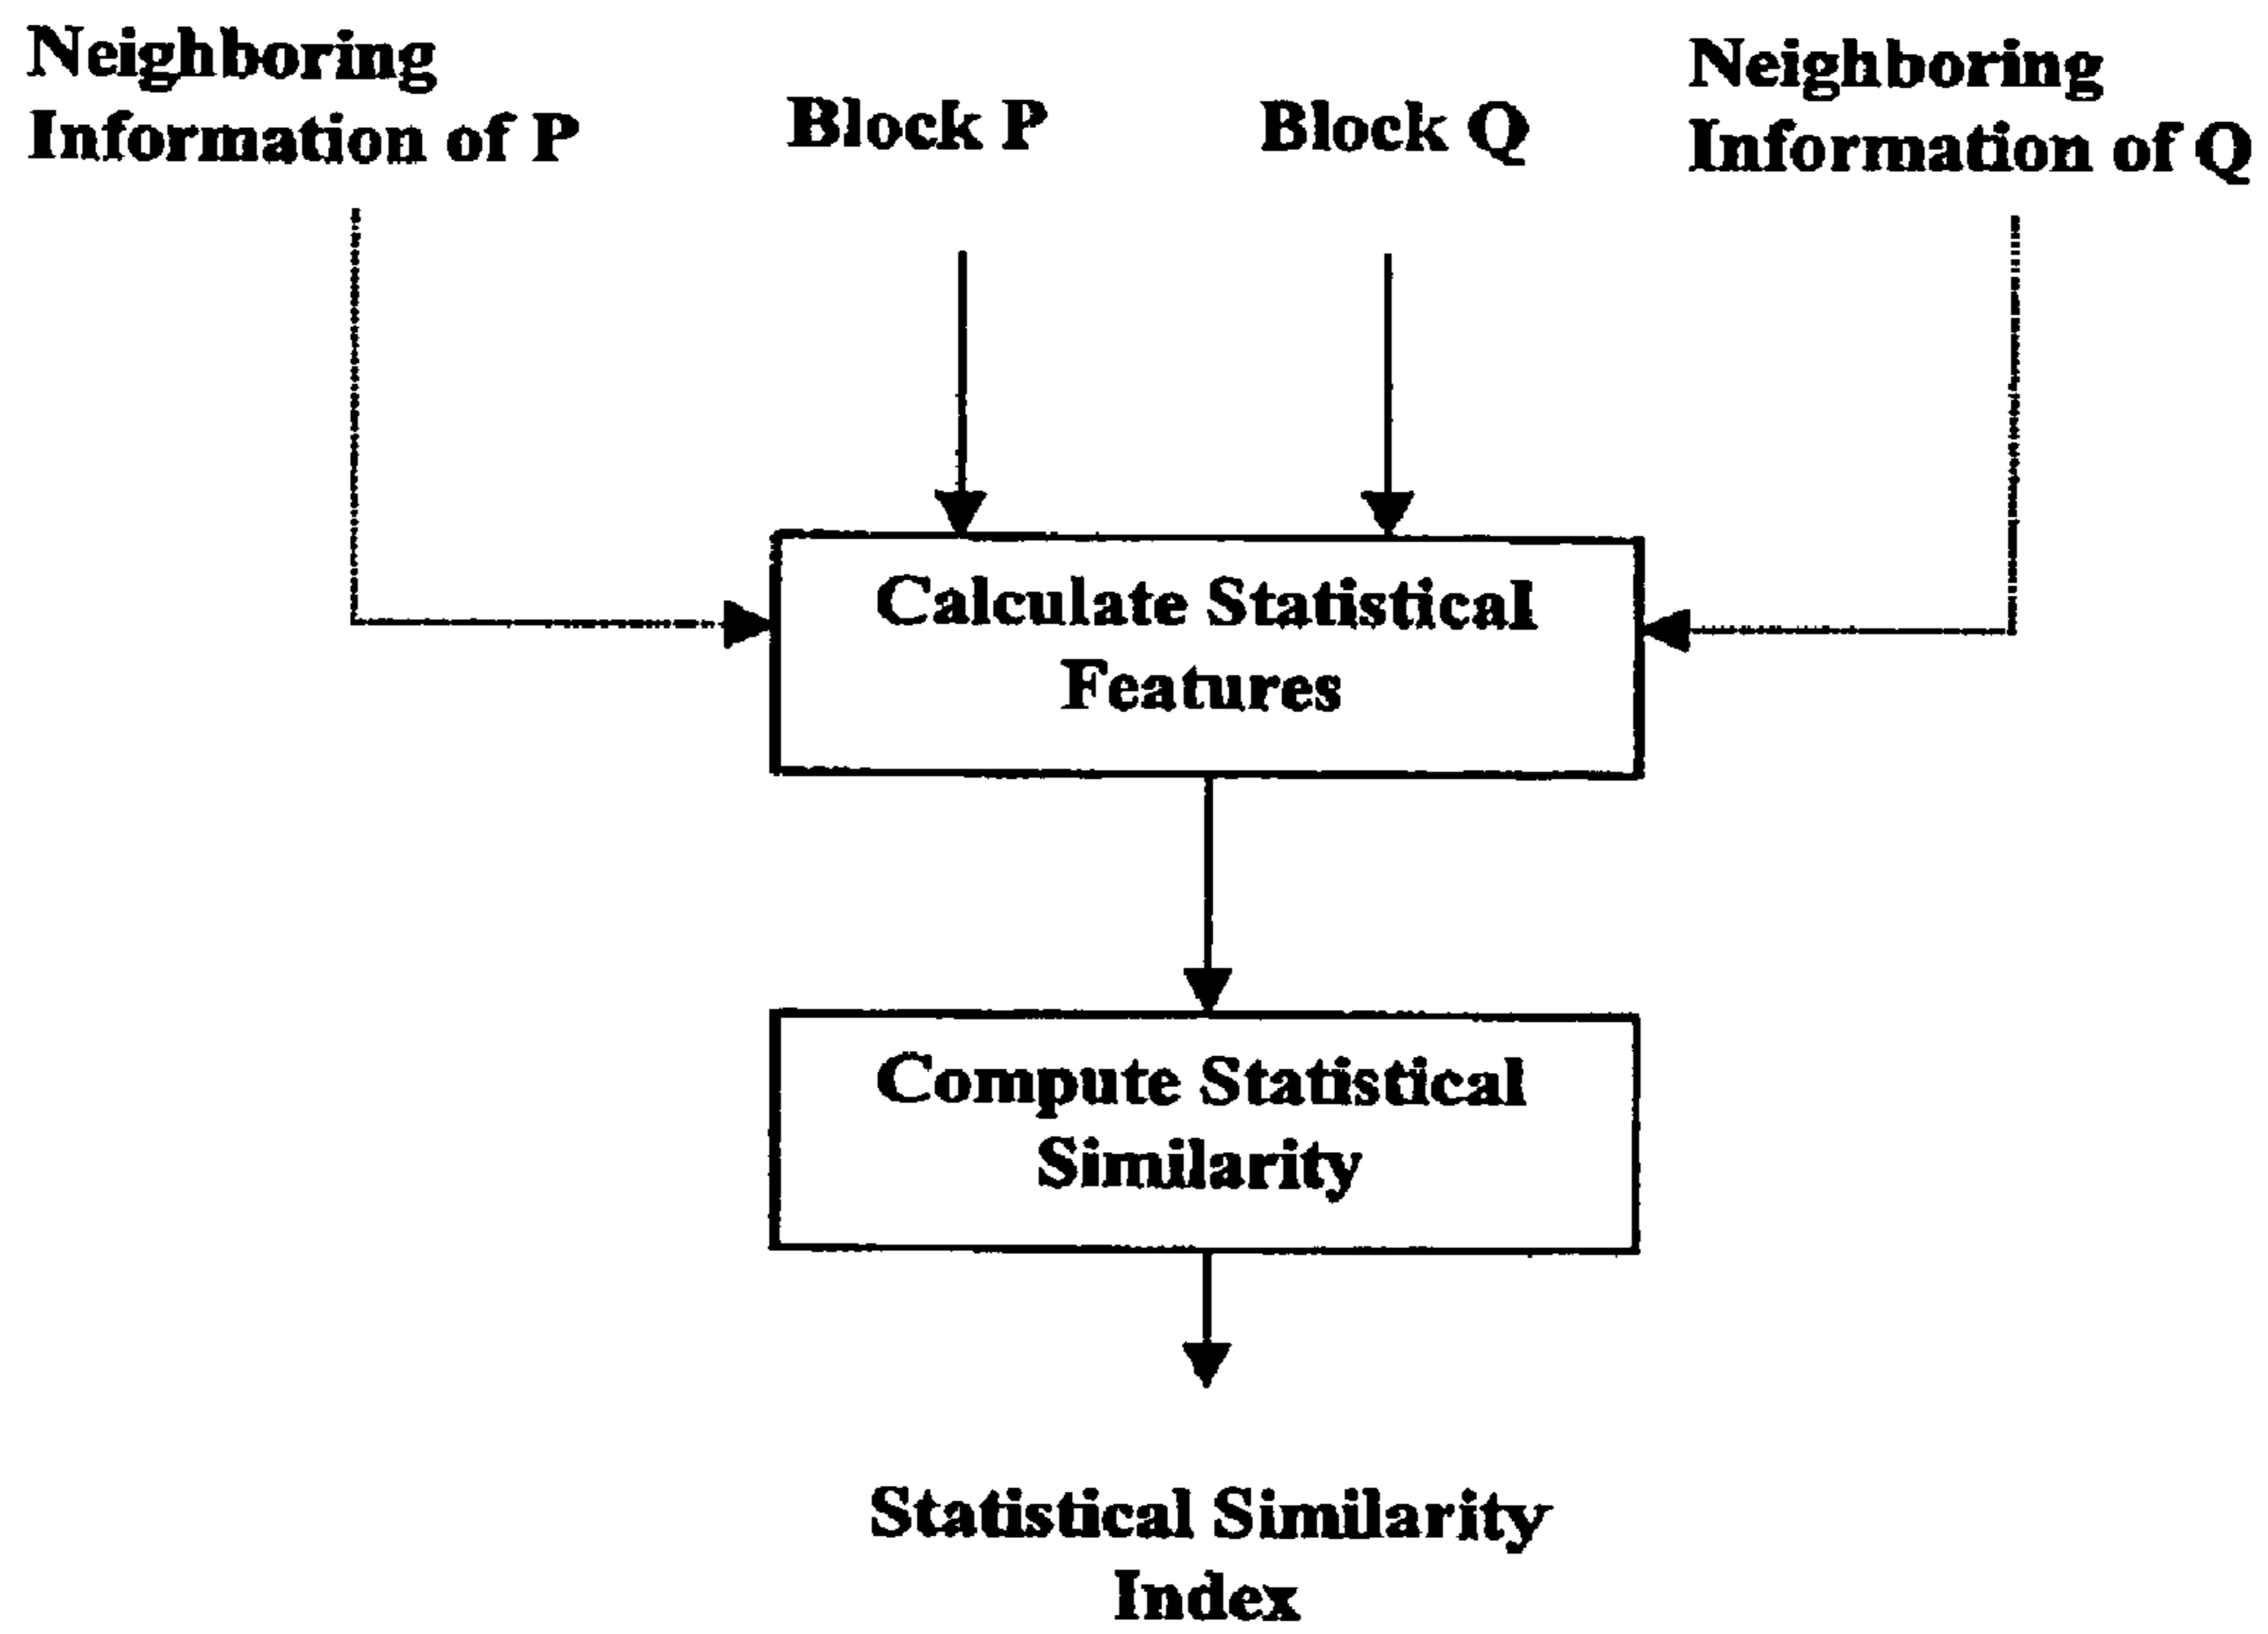 Neighboring
Information of P
Block P
Block Q
Neighboring
Information of Q
Calculate Statistical
Features
Compute Statistical
Similarity
Statistical Similarity
Index